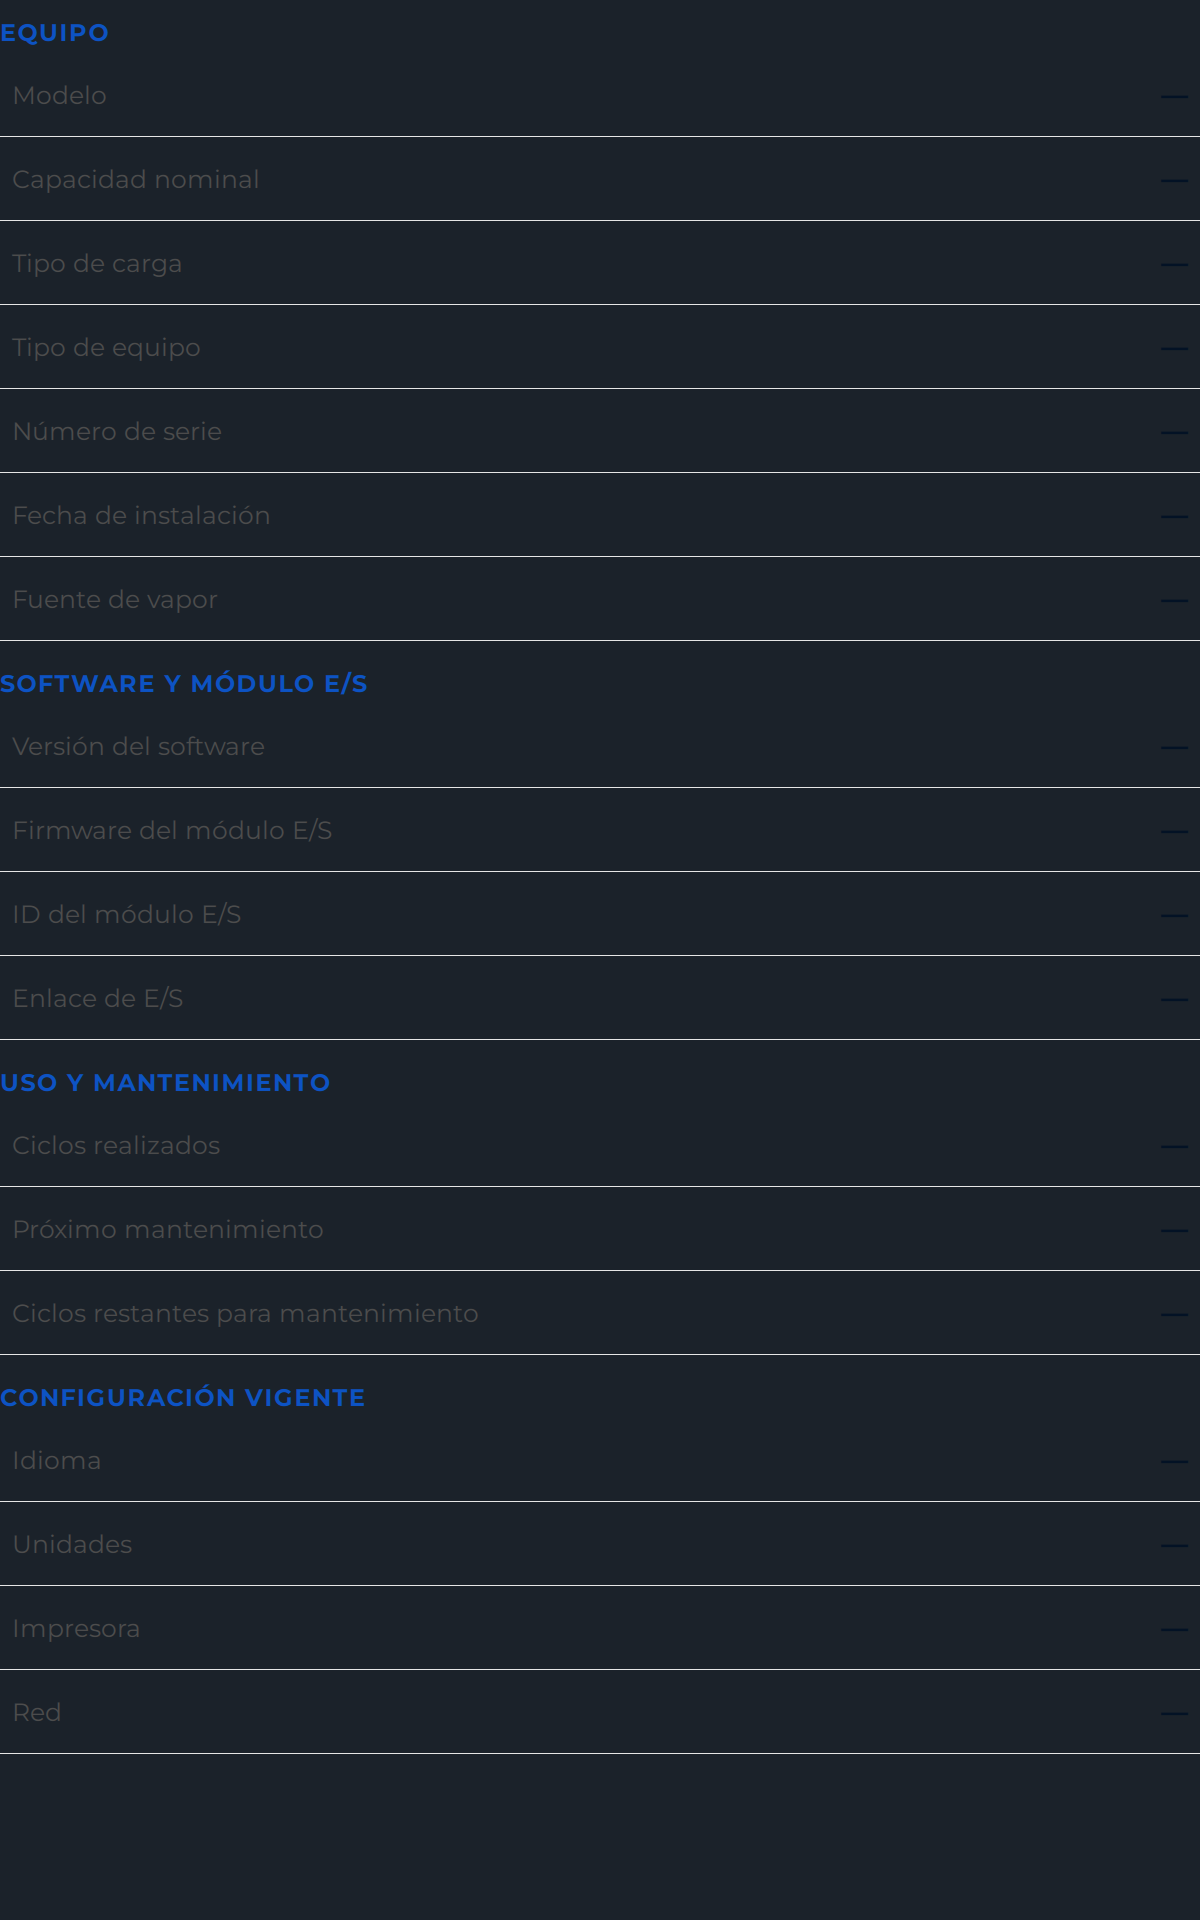 EQUIPO
Modelo —
Capacidad nominal —
Tipo de carga —
Tipo de equipo —
Número de serie —
Fecha de instalación —
Fuente de vapor —
SOFTWARE Y MÓDULO E/S
Versión del software —
Firmware del módulo E/S —
ID del módulo E/S —
Enlace de E/S —
USO Y MANTENIMIENTO
Ciclos realizados —
Próximo mantenimiento —
Ciclos restantes para mantenimiento —
CONFIGURACIÓN VIGENTE
Idioma —
Unidades —
Impresora —
Red —